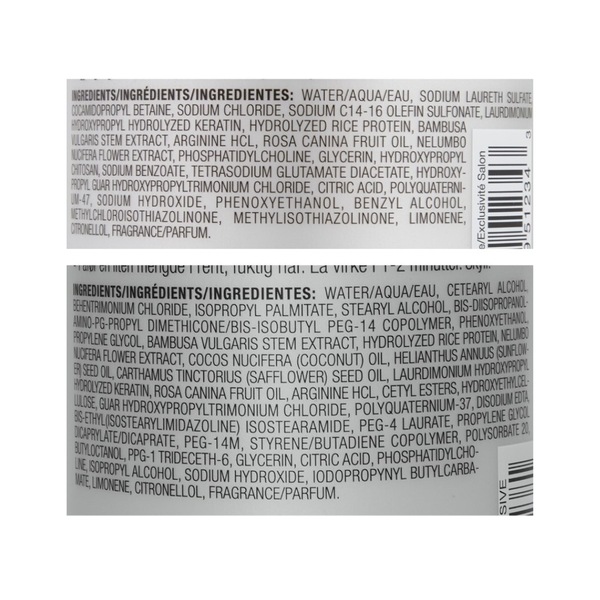 INGREDIENTS/INGRÉDIENTS/INGREDIENTES: WATER/AQUA/EAU, SODIUM LAURETH SULFATE,
COCAMIDOPROPYL BETAINE, SODIUM CHLORIDE, SODIUM C14-16 OLEFIN SULFONATE, LAURDIMONIUM
HYDROXYPROPYL HYDROLYZED KERATIN, HYDROLYZED RICE PROTEIN, BAMBUSA
VULGARIS STEM EXTRACT, ARGININE HCL, ROSA CANINA FRUIT OIL, NELUMBO
NUCIFERA FLOWER EXTRACT, PHOSPHATIDYLCHOLINE, GLYCERIN, HYDROXYPROPYL
CHITOSAN, SODIUM BENZOATE, TETRASODIUM GLUTAMATE DIACETATE, HYDROXY-
PROPYL GUAR HYDROXYPROPYLTRIMONIUM CHLORIDE, CITRIC ACID, POLYQUATERNI-
UM-47, SODIUM HYDROXIDE, PHENOXYETHANOL, BENZYL ALCOHOL,
METHYLCHLOROISOTHIAZOLINONE, METHYLISOTHIAZOLINONE, LIMONENE,
CITRONELLOL, FRAGRANCE/PARFUM.
e/Exclusivité Salon
951234
3
en liten mengde i rent, fuktig hår. La virke i 1-2 minutter. Skyll
INGREDIENTS/INGRÉDIENTS/INGREDIENTES: WATER/AQUA/EAU, CETEARYL ALCOHOL,
BEHENTRIMONIUM CHLORIDE, ISOPROPYL PALMITATE, STEARYL ALCOHOL, BIS-DIISOPROPANOL-
AMINO-PG-PROPYL DIMETHICONE/BIS-ISOBUTYL PEG-14 COPOLYMER, PHENOXYETHANOL,
PROPYLENE GLYCOL, BAMBUSA VULGARIS STEM EXTRACT, HYDROLYZED RICE PROTEIN, NELUMBO
NUCIFERA FLOWER EXTRACT, COCOS NUCIFERA (COCONUT) OIL, HELIANTHUS ANNUUS (SUNFLOW-
ER) SEED OIL, CARTHAMUS TINCTORIUS (SAFFLOWER) SEED OIL, LAURDIMONIUM HYDROXYPROPYL
HYDROLYZED KERATIN, ROSA CANINA FRUIT OIL, ARGININE HCL, CETYL ESTERS, HYDROXYETHYLCEL-
LULOSE, GUAR HYDROXYPROPYLTRIMONIUM CHLORIDE, POLYQUATERNIUM-37, DISODIUM EDTA,
BIS-ETHYL(ISOSTEARYLIMIDAZOLINE) ISOSTEARAMIDE, PEG-4 LAURATE, PROPYLENE GLYCOL
DICAPRYLATE/DICAPRATE, PEG-14M, STYRENE/BUTADIENE COPOLYMER, POLYSORBATE 20,
BUTYLOCTANOL, PPG-1 TRIDECETH-6, GLYCERIN, CITRIC ACID, PHOSPHATIDYLCHO-
LINE, ISOPROPYL ALCOHOL, SODIUM HYDROXIDE, IODOPROPYNYL BUTYLCARBA-
MATE, LIMONENE, CITRONELLOL, FRAGRANCE/PARFUM.
SIVE